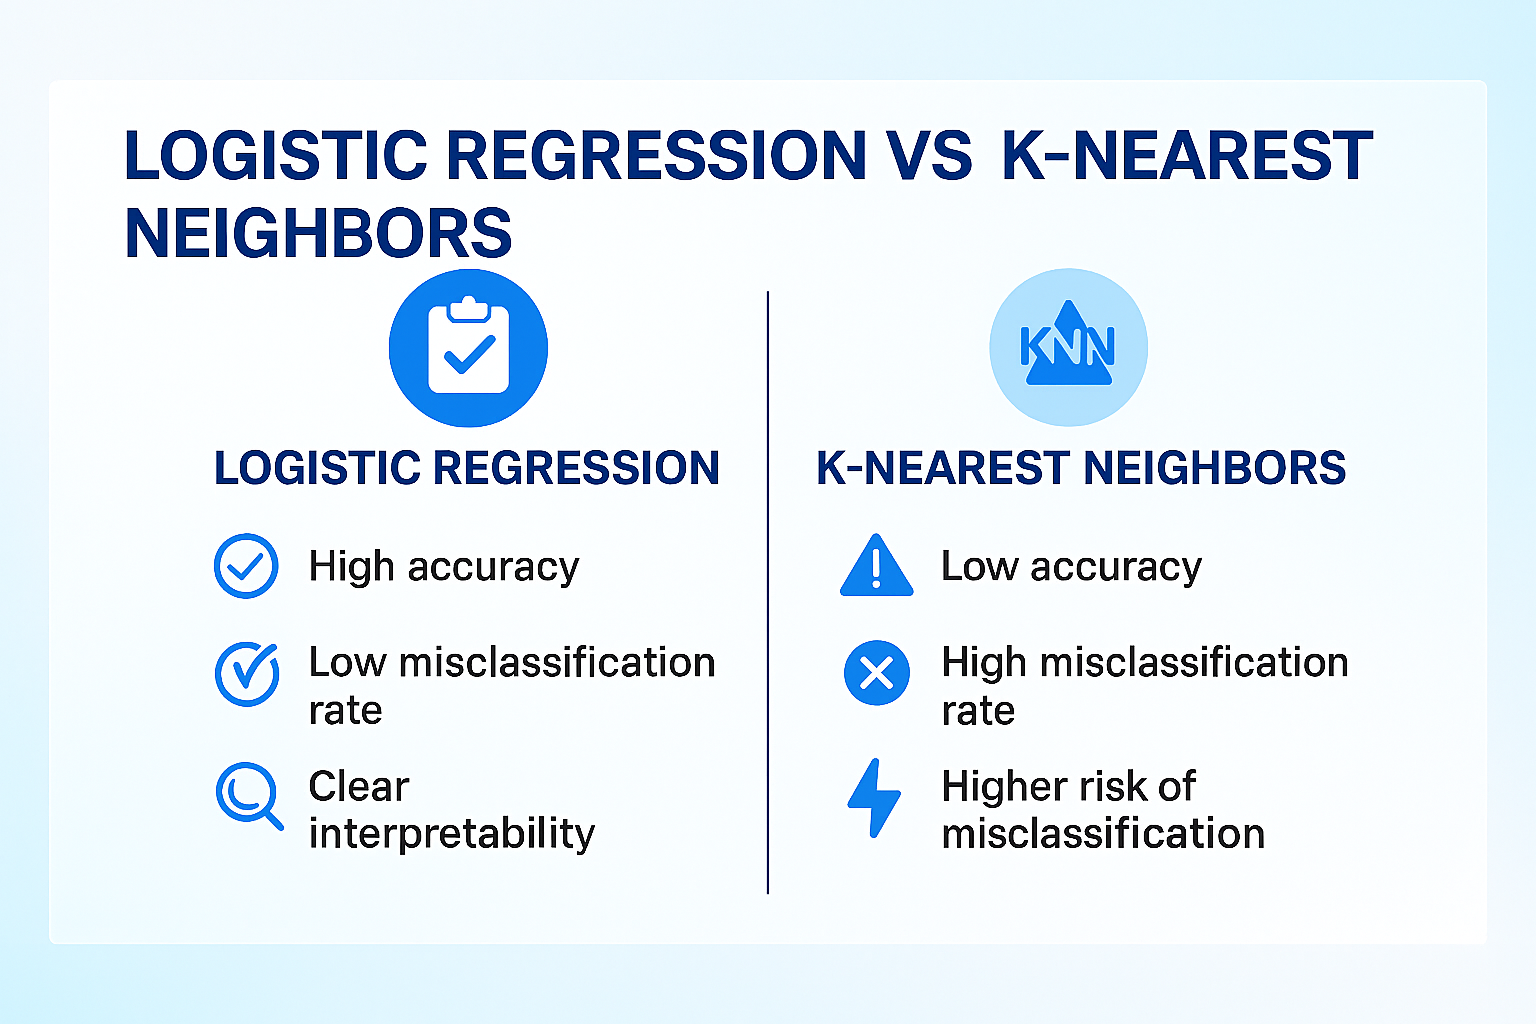 LOGISTIC REGRESSION VS K-NEAREST
NEIGHBORS
KNN
LOGISTIC REGRESSION
High accuracy
Low misclassification
rate
Clear
interpretability
K-NEAREST NEIGHBORS
Low accuracy
High misclassification
rate
Higher risk of
misclassification